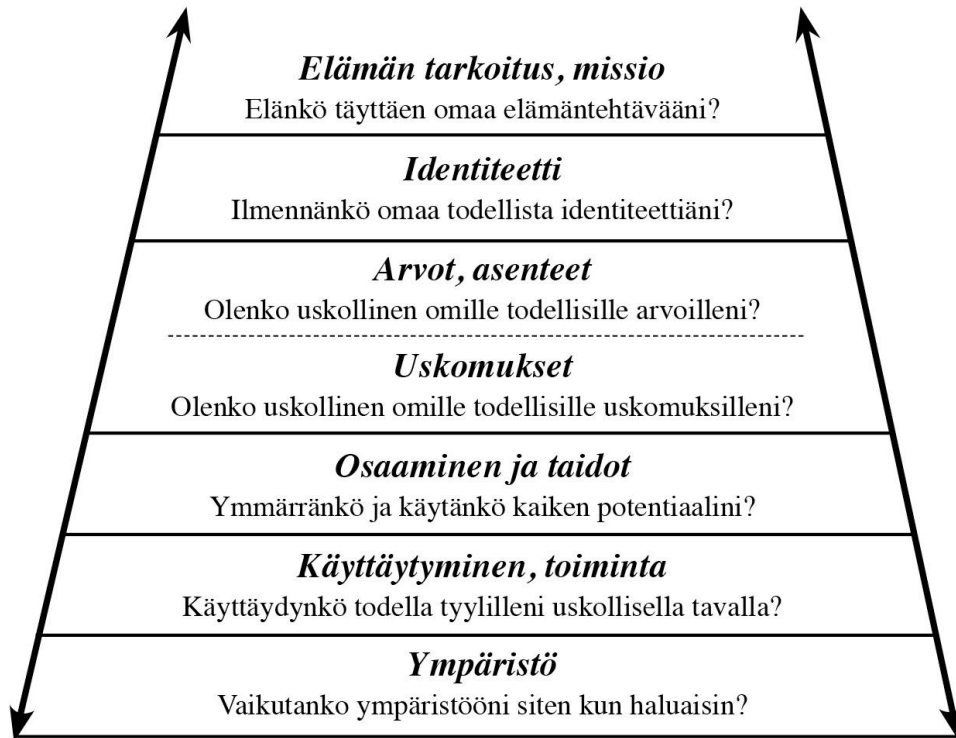 Elämän tarkoitus, missio
Elänkö täyttäen omaa elämäntehtävääni?
Identiteetti
Ilmennänkö omaa todellista identiteettiäni?
Arvot, asenteet
Olenko uskollinen omille todellisille arvoilleni?
Uskomukset
Olenko uskollinen omille todellisille uskomuksilleni?
Osaaminen ja taidot
Ymmärränkö ja käytänkö kaiken potentiaalini?
Käyttäytyminen, toiminta
Käyttäydynkö todella tyylilleni uskollisella tavalla?
Ympäristö
Vaikutanko ympäristööni siten kun haluaisin?